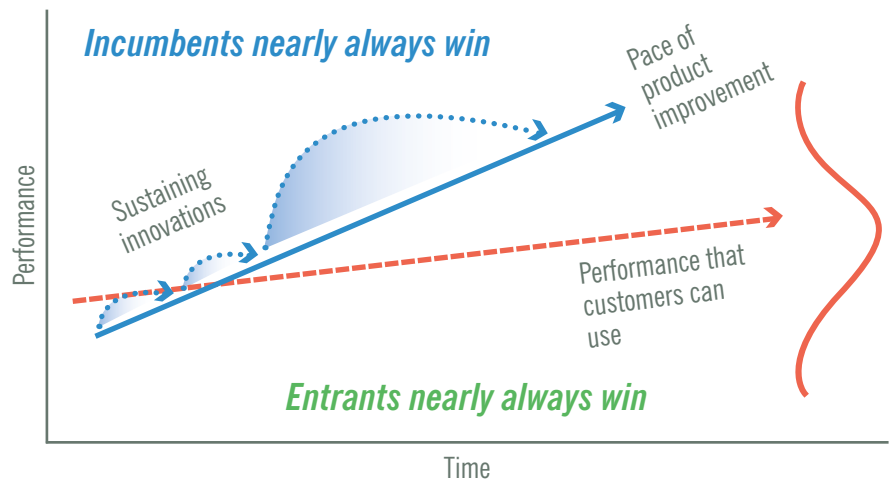 Incumbents nearly always win
Pace of
product
improvement
Sustaining
innovations
Performance
Performance that
customers can
use
Entrants nearly always win
Time